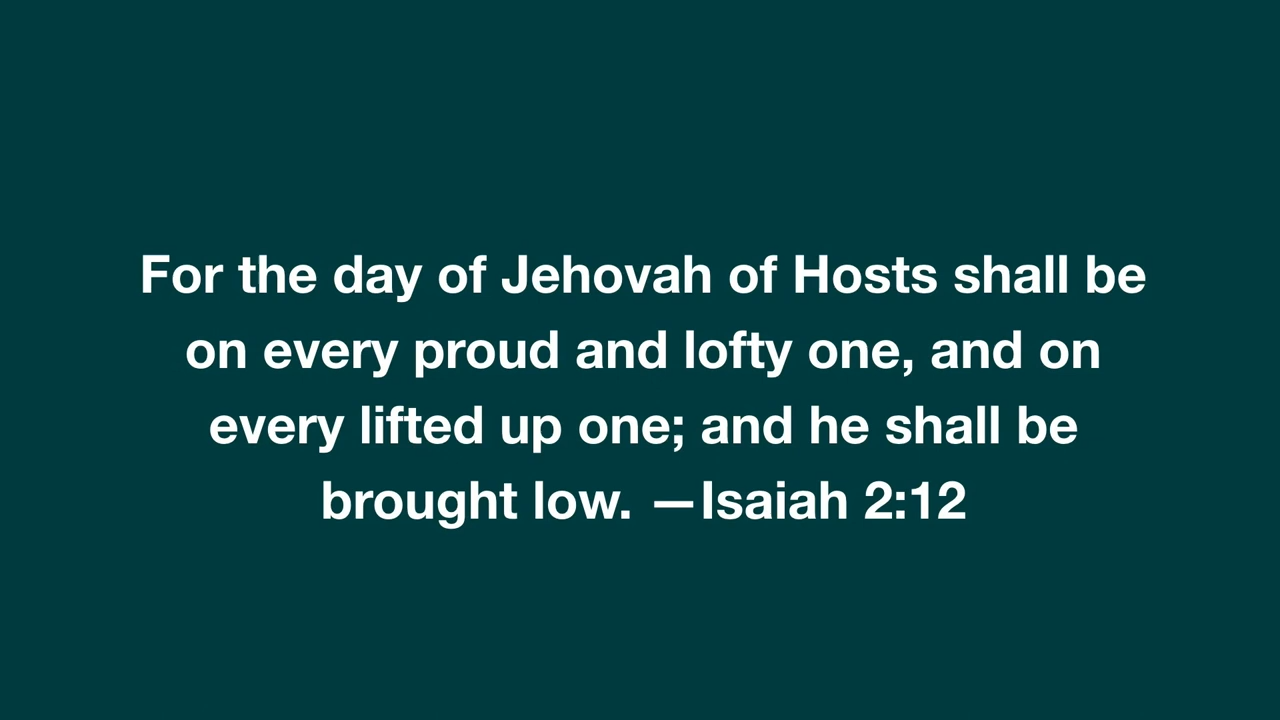 For the day of Jehovah of Hosts shall be
on every proud and lofty one, and on
every lifted up one; and he shall be
brought low. —Isaiah 2:12